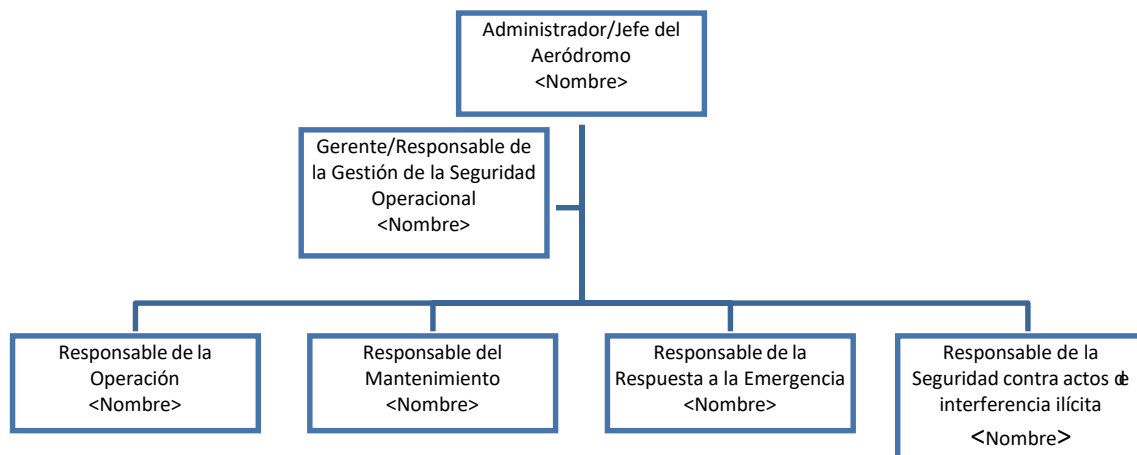 Administrador/Jefe del
Aeródromo
<Nombre>
Gerente/Responsable de
la Gestión de la Seguridad
Operacional
<Nombre>
Responsable de la
Operación
<Nombre>
Responsable del
Mantenimiento
<Nombre>
Responsable de la
Respuesta a la Emergencia
<Nombre>
Responsable de la
Seguridad contra actos de
interferencia ilícita
<Nombre>